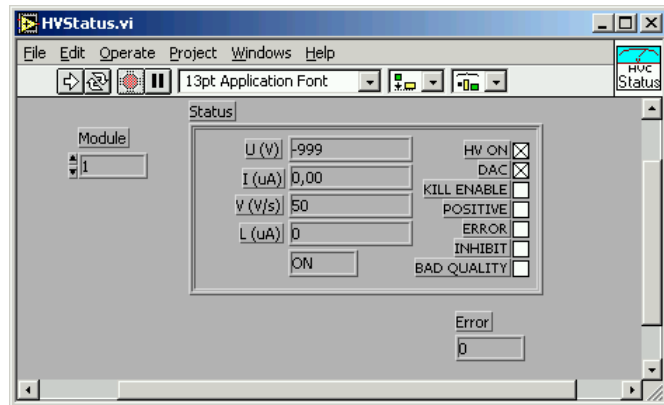 HVStatus.vi
File Edit Operate Project Windows Help
13pt Application Font
HVC
Status
Status
Module
1
U (V) -999
I (uA) 0,00
V (V/s) 50
L (uA) 0
ON
HV ON
DAC
KILL ENABLE
POSITIVE
ERROR
INHIBIT
BAD QUALITY
Error
0